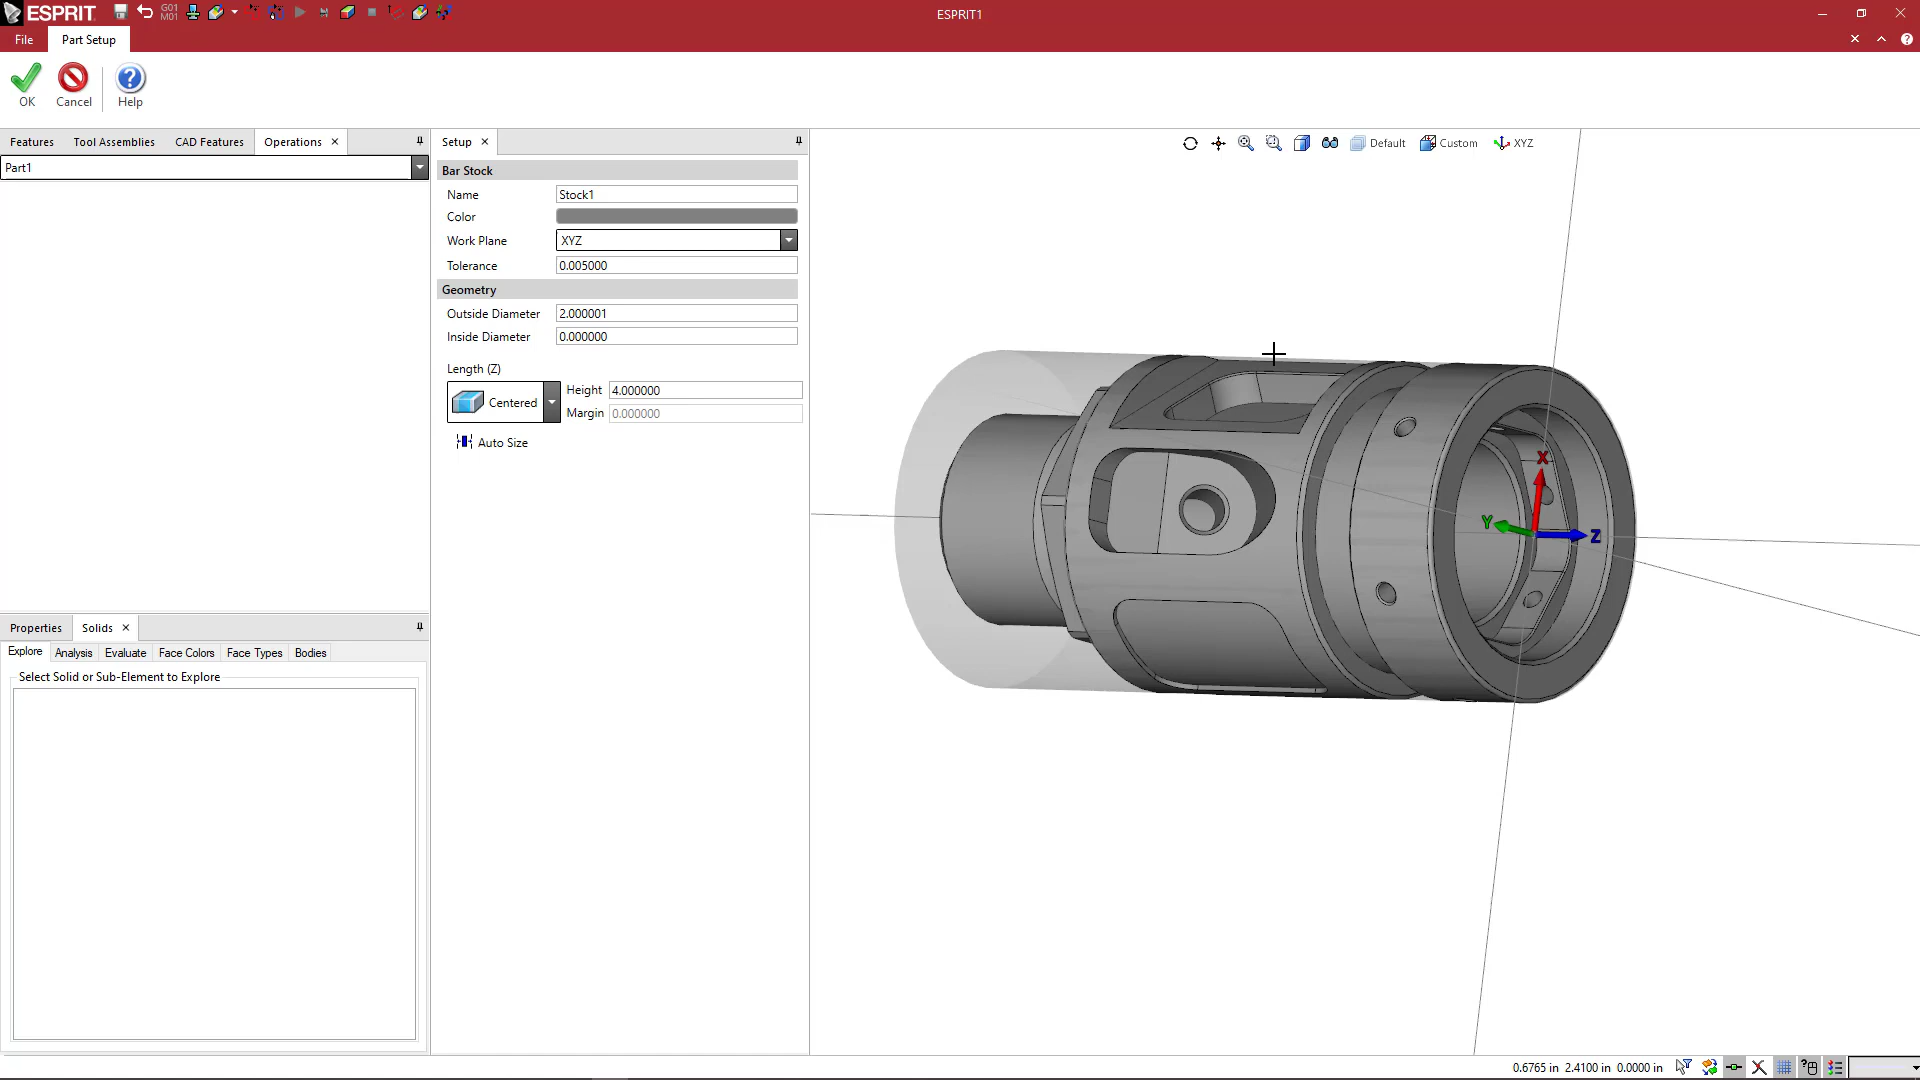 ESPRIT
G01
M01
ESPRIT1
File
Part Setup
OK
Cancel
Help
Features
Tool Assemblies
CAD Features
Operations
Part1
Setup
Bar Stock
Name
Stock1
Color
Work Plane
XYZ
Tolerance
0.005000
Geometry
Outside Diameter
2.000001
Inside Diameter
0.000000
Length (Z)
Centered
Height
4.000000
Margin
0.000000
Auto Size
Default
Custom
XYZ
X
Y
Z
Properties
Solids
Explore
Analysis
Evaluate
Face Colors
Face Types
Bodies
Select Solid or Sub-Element to Explore
0.6765 in 2.4100 in 0.0000 in